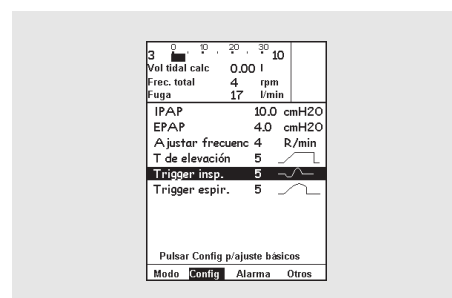 0 10 20 30
3 10
Vol tidal calc 0.00 l
Frec. total 4 rpm
Fuga 17 l/min
IPAP 10.0 cmH2O
EPAP 4.0 cmH2O
Ajustar frecuenc 4 R/min
T de elevación 5
Trigger insp. 5
Trigger espir. 5
Pulsar Config p/ajuste básicos
Modo Config Alarma Otros